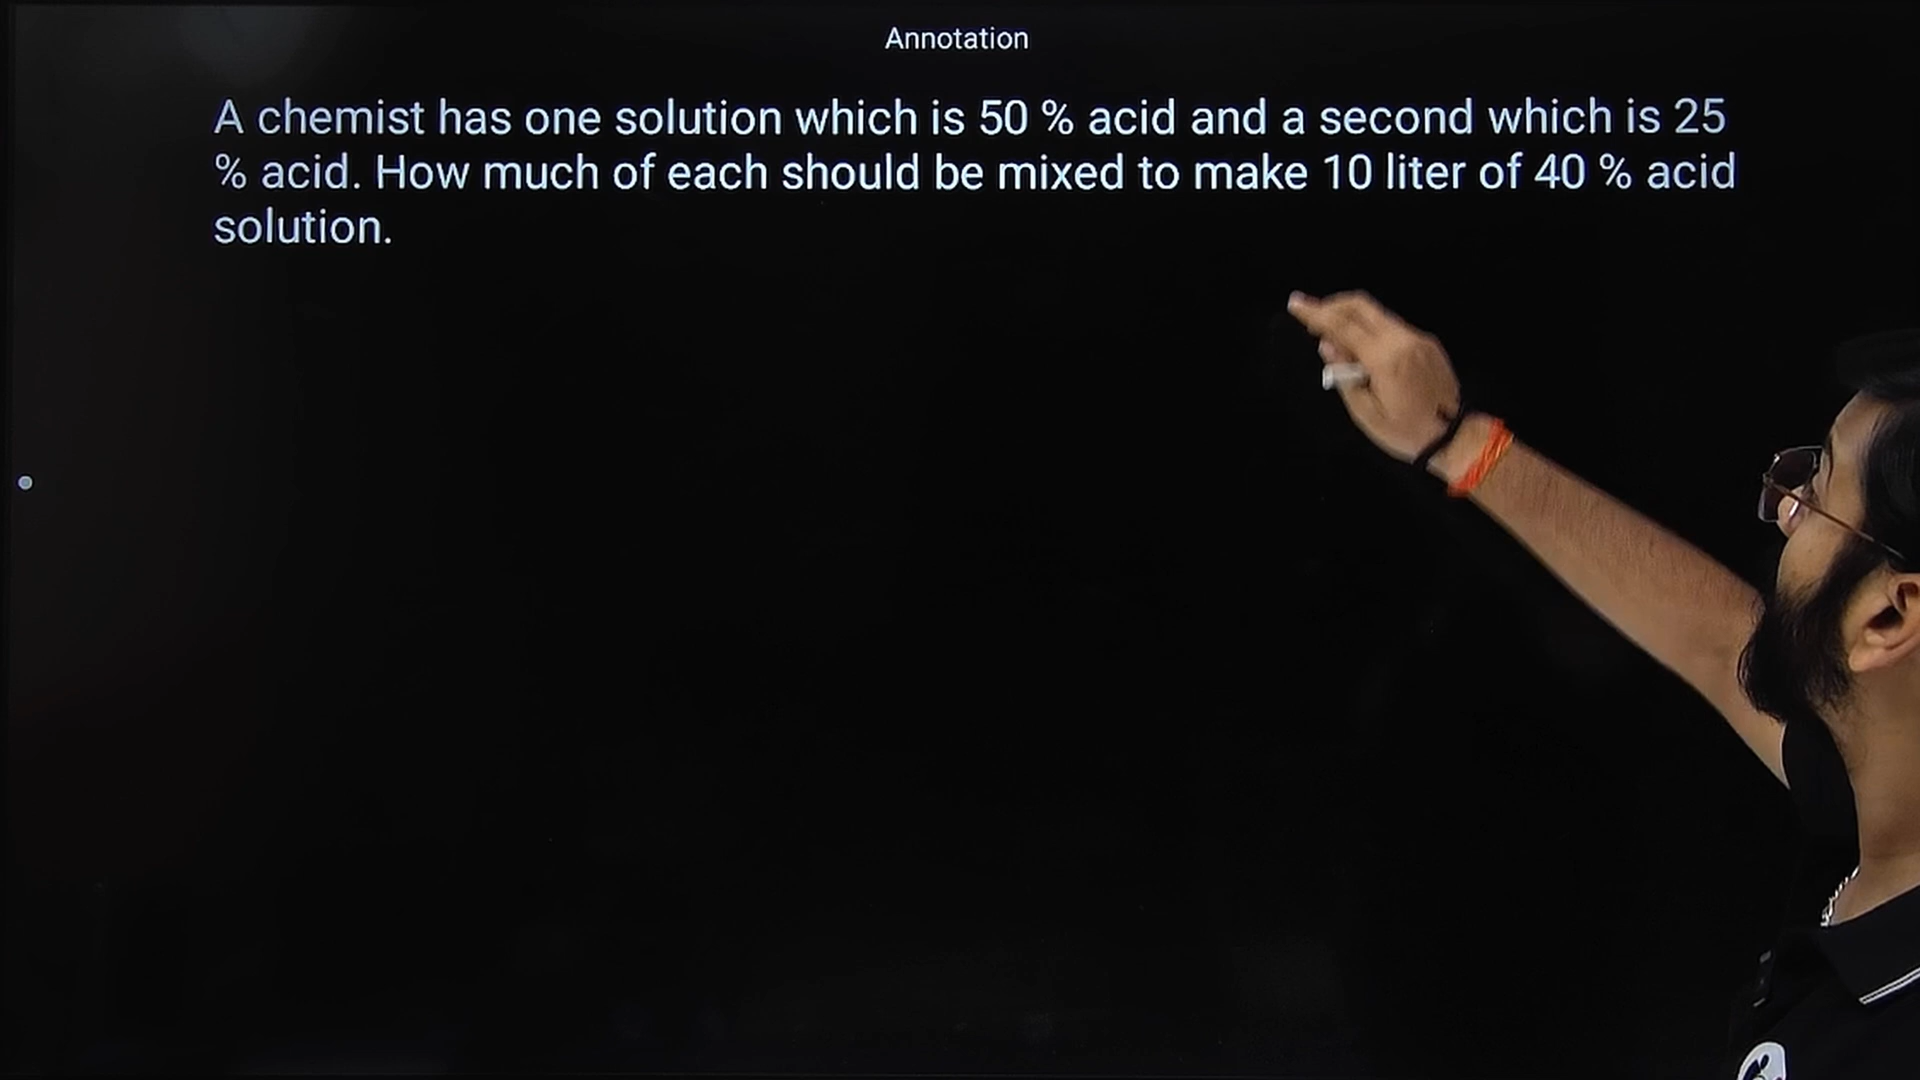 Annotation
A chemist has one solution which is 50 % acid and a second which is 25
% acid. How much of each should be mixed to make 10 liter of 40 % acid
solution.